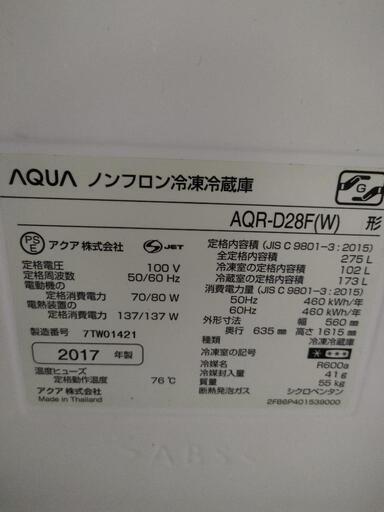 AQUA ノンフロン冷凍冷蔵庫
G
AQR-D28F(W) 形
PS E アクア株式会社 JET
定格電圧 100 V
定格周波数 50/60 Hz
電動機の
定格消費電力 70/80 W
電熱装置の
定格消費電力 137/137 W
製造番号 7TW01421
2017 年製
温度ヒューズ
定格動作温度 76℃
アクア株式会社
Made in Thailand
定格内容積 (JIS C 9801-3 : 2015)
全定格内容積 275 L
冷凍室の定格内容積 102 L
冷蔵室の定格内容積 173 L
消費電力量 (JIS C 9801-3 : 2015)
50Hz 460 kWh/年
60Hz 460 kWh/年
外形寸法 幅 560 mm
奥行 635 mm 高さ 1615 mm
種類 冷凍冷蔵庫
冷凍室の記号
冷媒 R600a
冷媒封入量 41 g
質量 55 kg
断熱発泡ガス シクロペンタン
2FB6P401539000
>ABS<